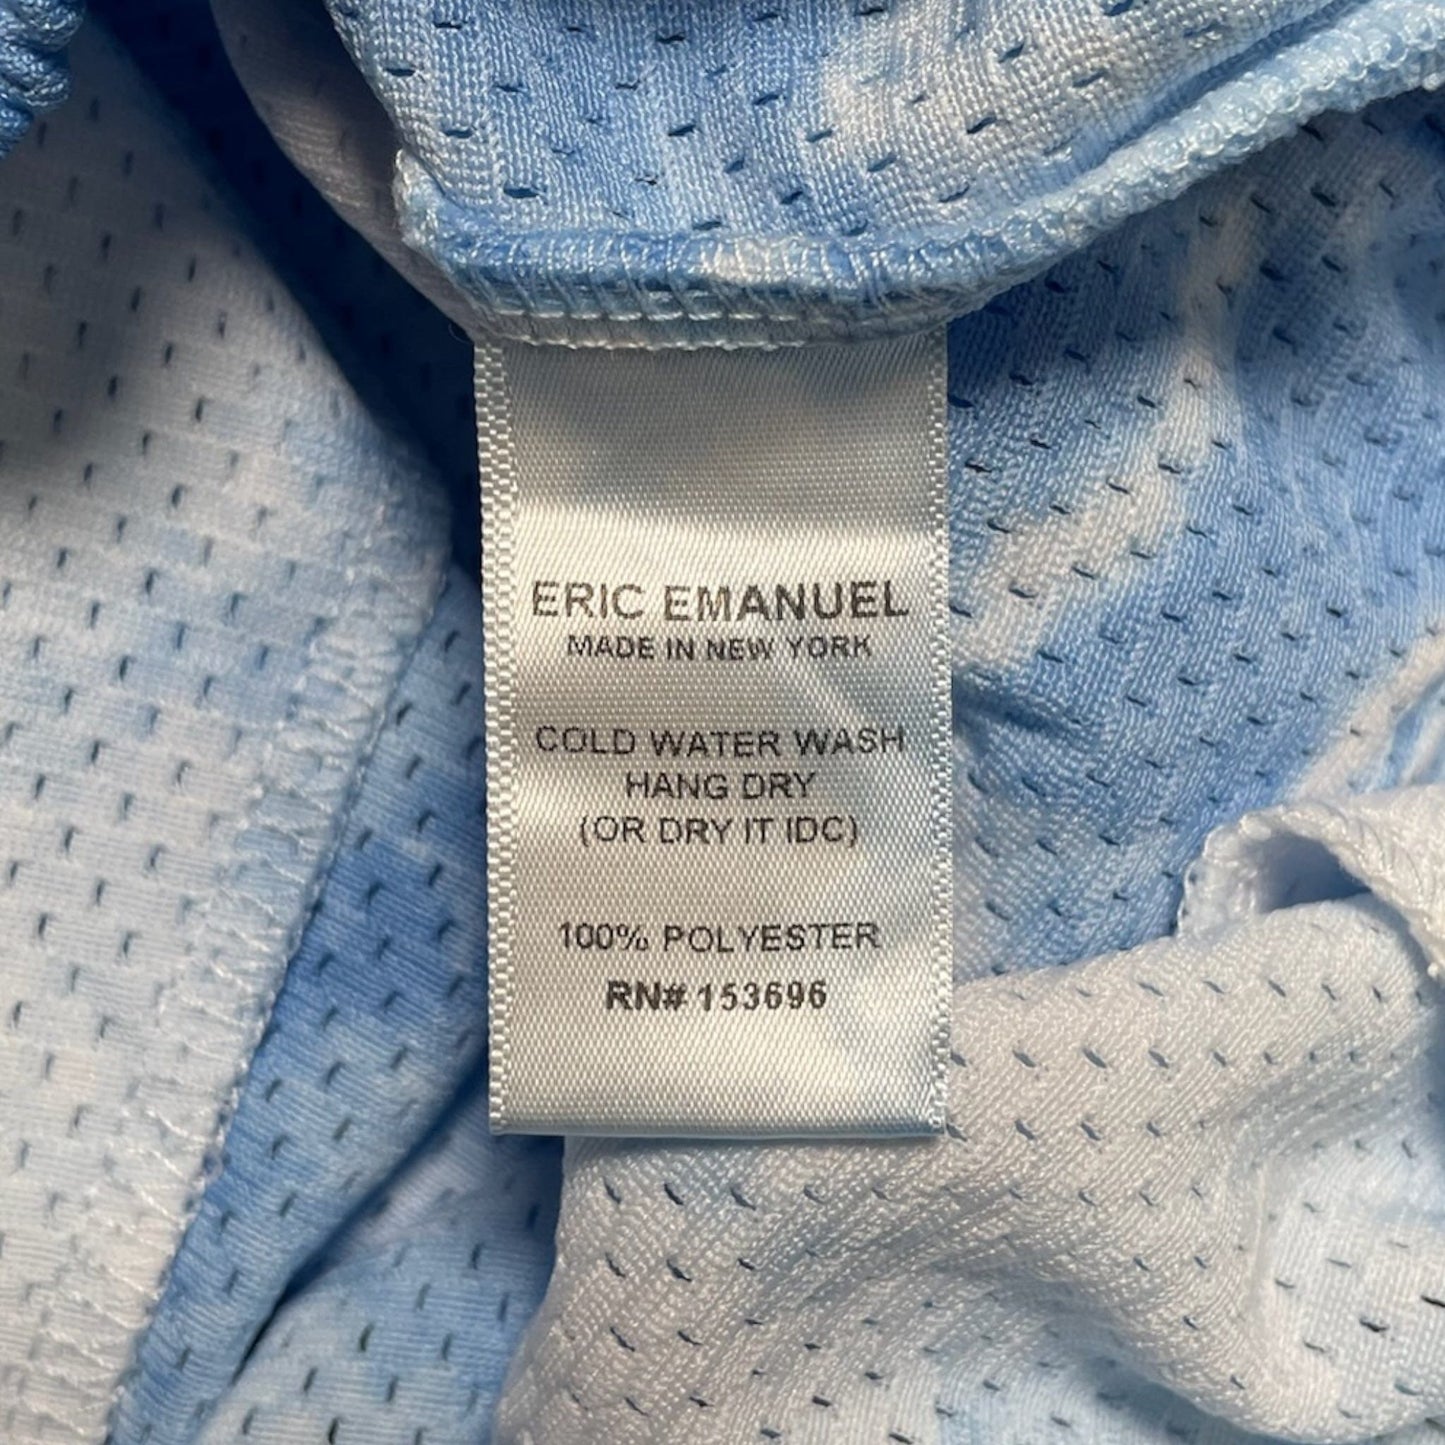 ERIC EMANUEL
MADE IN NEW YORK
COLD WATER WASH
HANG DRY
(OR DRY IT IDC)
100% POLYESTER
RN# 153696